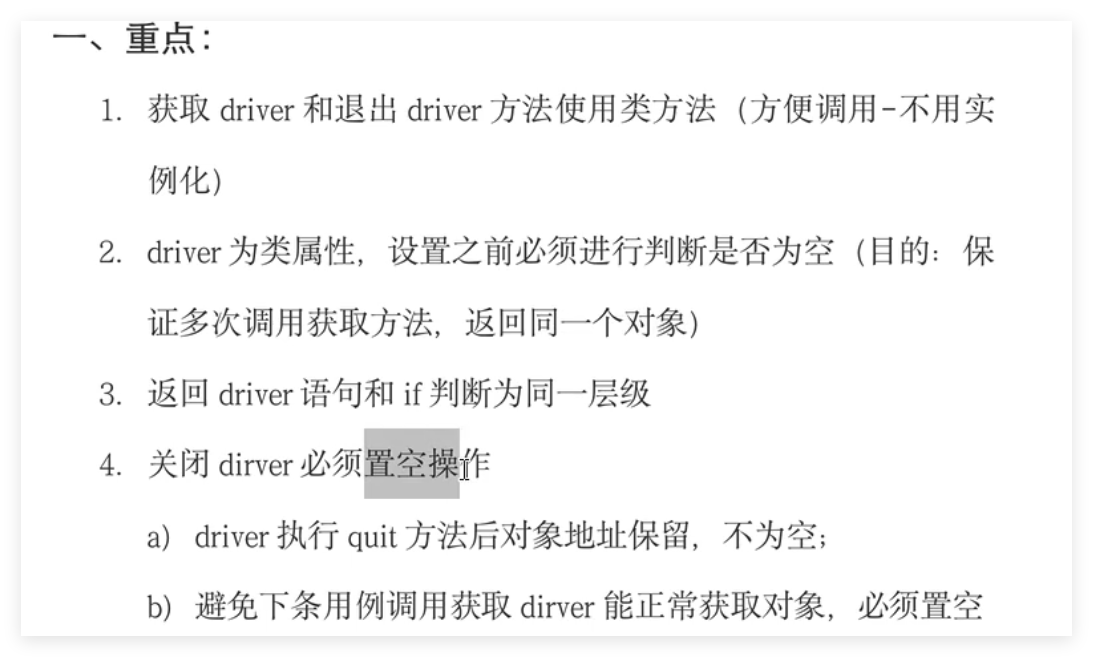 一、重点：
1. 获取 driver 和退出 driver 方法使用类方法（方便调用-不用实
例化）
2. driver 为类属性，设置之前必须进行判断是否为空（目的：保
证多次调用获取方法，返回同一个对象）
3. 返回 driver 语句和 if 判断为同一层级
4. 关闭 dirver 必须置空操作
a) driver 执行 quit 方法后对象地址保留，不为空；
b) 避免下条用例调用获取 dirver 能正常获取对象，必须置空